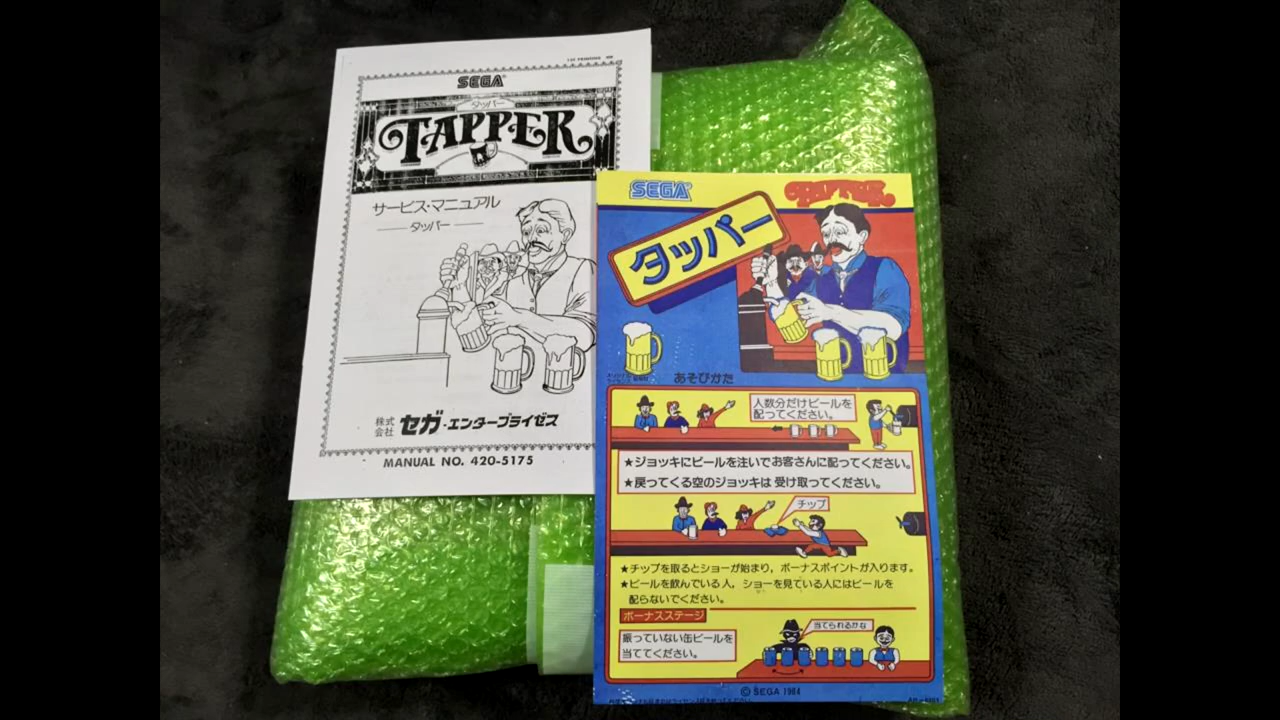 SEGA
タッパー
TAPPER
サービス・マニュアル
タッパー
株式会社 セガ・エンタープライゼス
MANUAL NO. 420-5175
SEGA
TAPPER
タッパー
あそびかた
人数分だけビールを
配ってください。
★ジョッキにビールを注いでお客さんに配ってください。
★戻ってくる空のジョッキは受け取ってください。
チップ
★チップを取るとショーが始まり，ボーナスポイントが入ります。
★ビールを飲んでいる人，ショーを見ている人にはビールを
配らないでください。
ボーナスステージ
当てられるかな
振っていない缶ビールを
当ててください。
© SEGA 1984